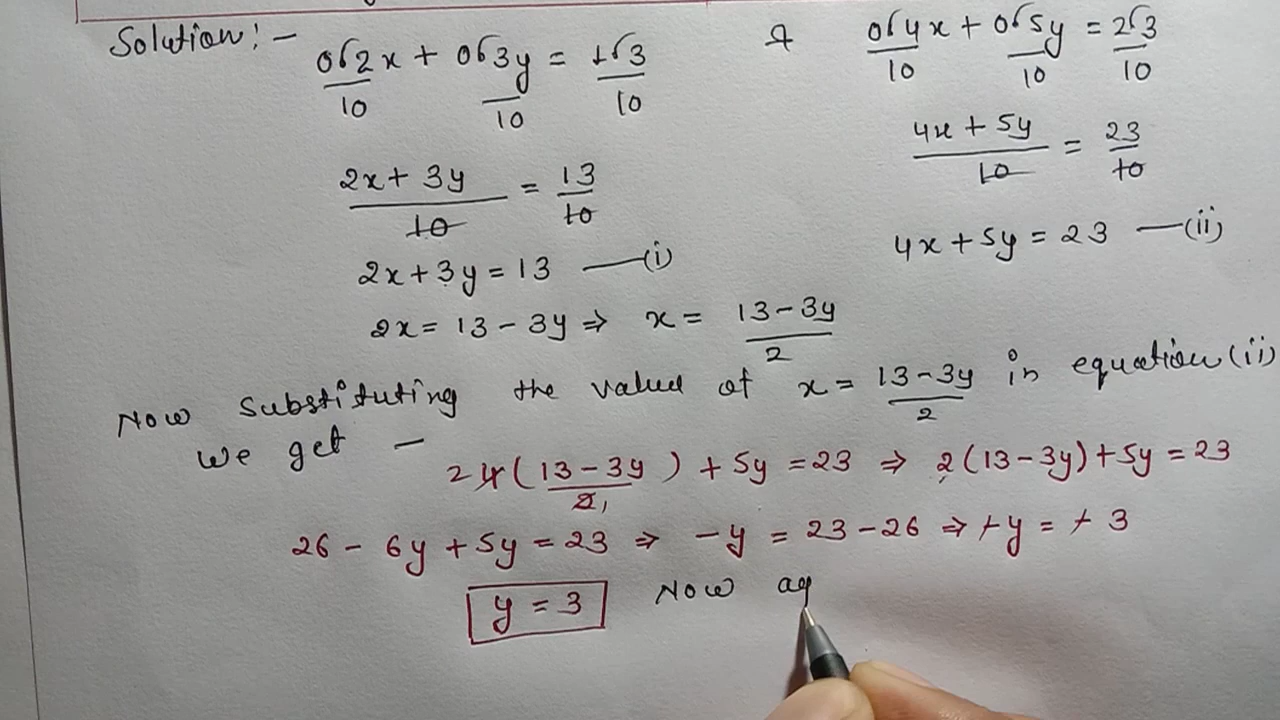 Solution:-
0.2x + 0.3y = 1.3 & 0.4x + 0.5y = 2.3
10 10 10 10 10 10
2x + 3y / 10 = 13 / 10
4x + 5y / 10 = 23 / 10
2x + 3y = 13 —(i)
4x + 5y = 23 —(ii)
2x = 13 - 3y ⇒ x = 13 - 3y / 2
Now substituting the value of x = 13 - 3y / 2 in equation (ii)
we get —
2 4 (13 - 3y / 2 1) + 5y = 23 ⇒ 2(13 - 3y) + 5y = 23
26 - 6y + 5y = 23 ⇒ -y = 23 - 26 ⇒ -y = -3
y = 3 Now ag